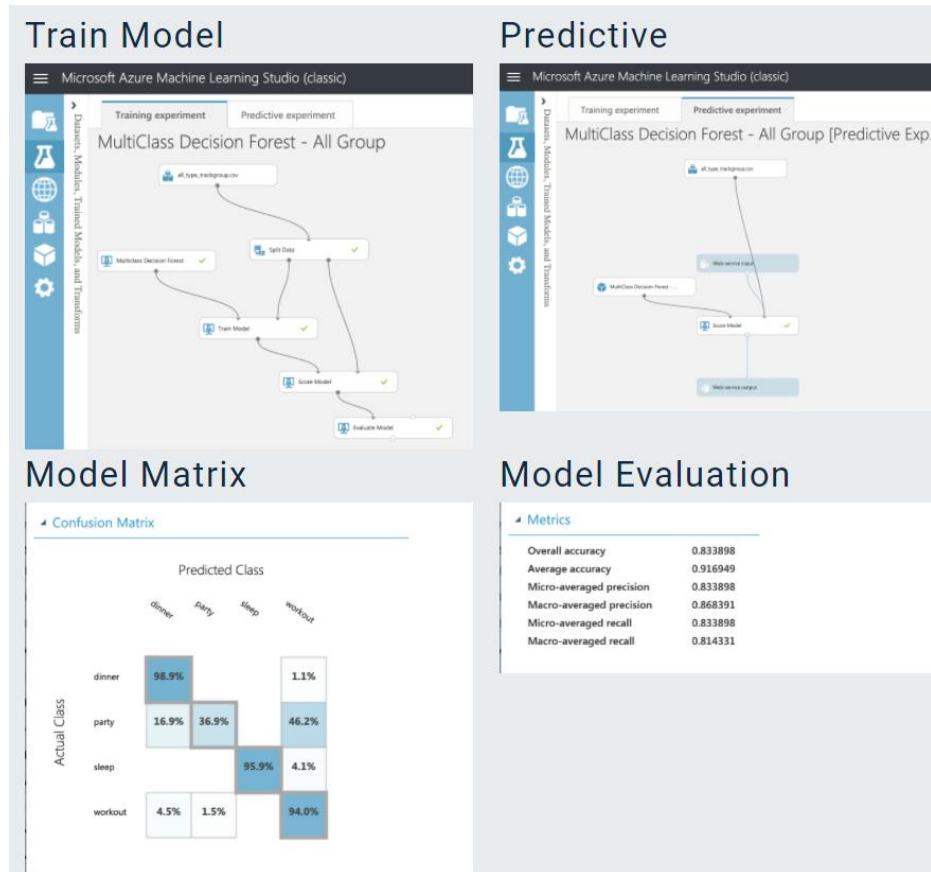 Train Model
Microsoft Azure Machine Learning Studio (classic)
Datasets, Modules, Trained Models, and Transforms
Training experiment
Predictive experiment
MultiClass Decision Forest - All Group
all_type_trackgroup.csv
Split Data
Multiclass Decision Forest
Train Model
Score Model
Evaluate Model
Predictive
Microsoft Azure Machine Learning Studio (classic)
Datasets, Modules, Trained Models, and Transforms
Training experiment
Predictive experiment
MultiClass Decision Forest - All Group [Predictive Exp.
all_type_trackgroup.csv
Web service input
MultiClass Decision Forest - ...
Score Model
Web service output
Model Matrix
Confusion Matrix
Predicted Class
dinner party sleep workout
Actual Class
dinner 98.9% 1.1%
party 16.9% 36.9% 46.2%
sleep 95.9% 4.1%
workout 4.5% 1.5% 94.0%
Model Evaluation
Metrics
Overall accuracy 0.833898
Average accuracy 0.916949
Micro-averaged precision 0.833898
Macro-averaged precision 0.868391
Micro-averaged recall 0.833898
Macro-averaged recall 0.814331